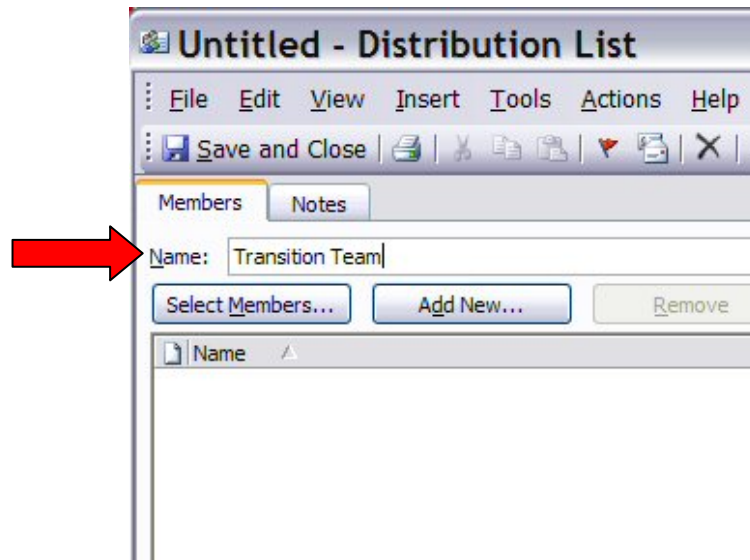 Untitled - Distribution List
File Edit View Insert Tools Actions Help
Save and Close
Members Notes
Name: Transition Team
Select Members... Add New... Remove
Name